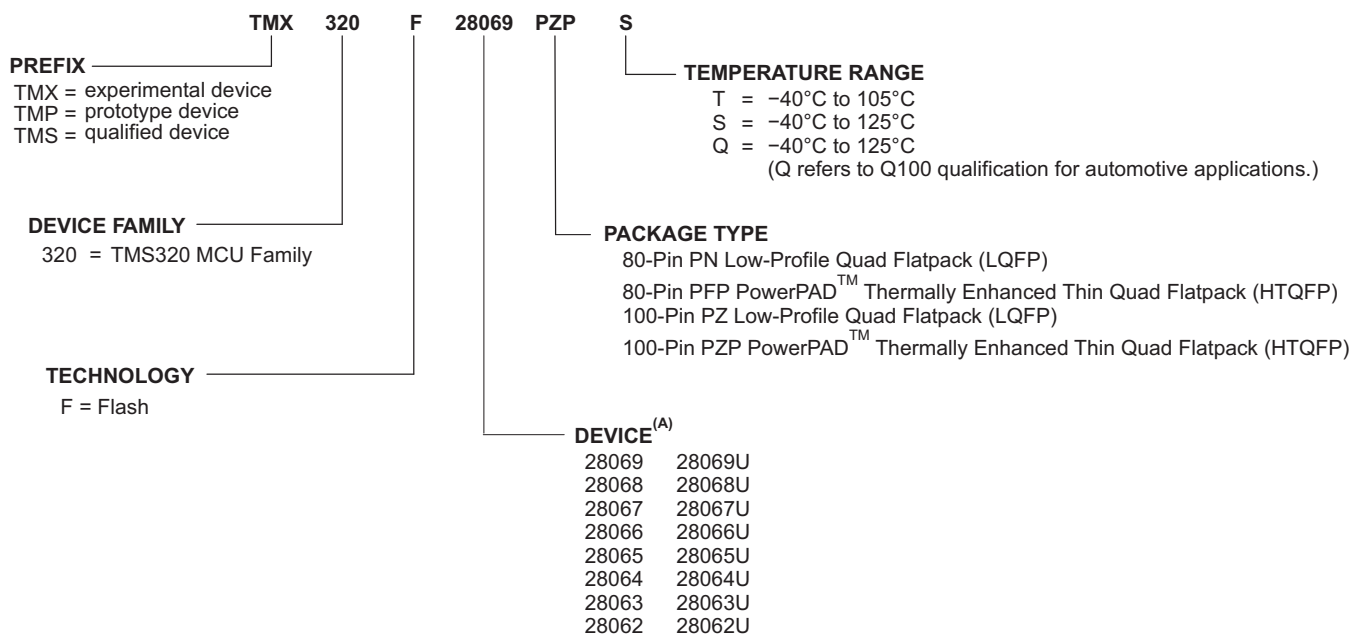 TMX 320 F 28069 PZP S
PREFIX
TMX = experimental device
TMP = prototype device
TMS = qualified device
TEMPERATURE RANGE
T = −40°C to 105°C
S = −40°C to 125°C
Q = −40°C to 125°C
(Q refers to Q100 qualification for automotive applications.)
DEVICE FAMILY
320 = TMS320 MCU Family
PACKAGE TYPE
80-Pin PN Low-Profile Quad Flatpack (LQFP)
80-Pin PFP PowerPAD™ Thermally Enhanced Thin Quad Flatpack (HTQFP)
100-Pin PZ Low-Profile Quad Flatpack (LQFP)
100-Pin PZP PowerPAD™ Thermally Enhanced Thin Quad Flatpack (HTQFP)
TECHNOLOGY
F = Flash
DEVICE(A)
28069 28069U
28068 28068U
28067 28067U
28066 28066U
28065 28065U
28064 28064U
28063 28063U
28062 28062U